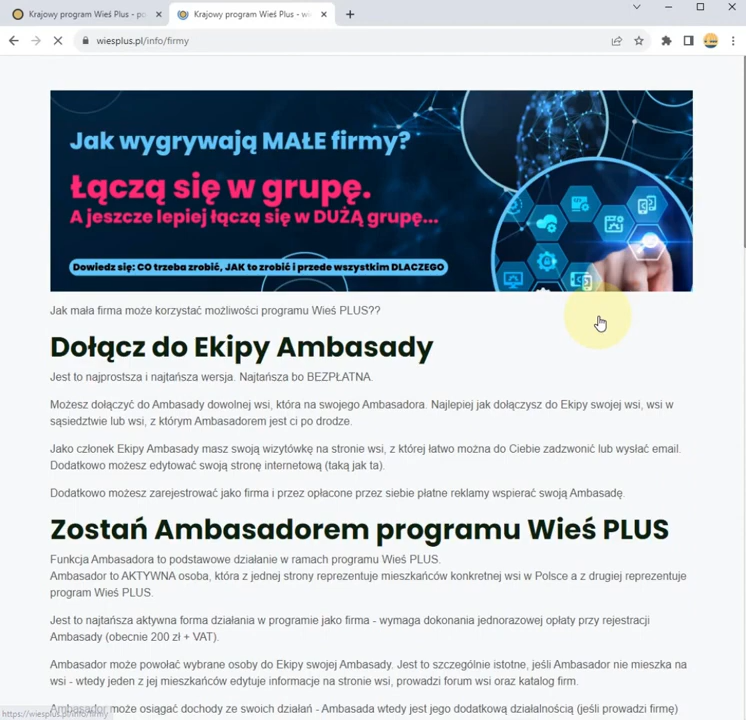 Krajowy program Wieś Plus - po
Krajowy program Wieś Plus - wi
wiesplus.pl/info/firmy
Jak wygrywają MAŁE firmy?
Łączą się w grupę.
A jeszcze lepiej łączą się w DUŻĄ grupę...
Dowiedz się: CO trzeba zrobić, JAK to zrobić i przede wszystkim DLACZEGO
Jak mała firma może korzystać możliwości programu Wieś PLUS??
Dołącz do Ekipy Ambasady
Jest to najprostsza i najtańsza wersja. Najtańsza bo BEZPŁATNA.
Możesz dołączyć do Ambasady dowolnej wsi, która na swojego Ambasadora. Najlepiej jak dołączysz do Ekipy swojej wsi, wsi w
sąsiedztwie lub wsi, z którym Ambasadorem jest ci po drodze.
Jako członek Ekipy Ambasady masz swoją wizytówkę na stronie wsi, z której łatwo można do Ciebie zadzwonić lub wysłać email.
Dodatkowo możesz edytować swoją stronę internetową (taką jak ta).
Dodatkowo możesz zarejestrować jako firma i przez opłacone przez siebie płatne reklamy wspierać swoją Ambasadę.
Zostań Ambasadorem programu Wieś PLUS
Funkcja Ambasadora to podstawowe działanie w ramach programu Wieś PLUS.
Ambasador to AKTYWNA osoba, która z jednej strony reprezentuje mieszkańców konkretnej wsi w Polsce a z drugiej reprezentuje
program Wieś PLUS.
Jest to najtańsza aktywna forma działania w programie jako firma - wymaga dokonania jednorazowej opłaty przy rejestracji
Ambasady (obecnie 200 zł + VAT).
Ambasador może powołać wybrane osoby do Ekipy swojej Ambasady. Jest to szczególnie istotne, jeśli Ambasador nie mieszka na
wsi - wtedy jeden z jej mieszkańców edytuje informacje na stronie wsi, prowadzi forum wsi oraz katalog firm.
Ambasador może osiągać dochody ze swoich działań - Ambasada wtedy jest jego dodatkową działalnością (jeśli prowadzi firmę)
https://wiesplus.pl/info/firmy